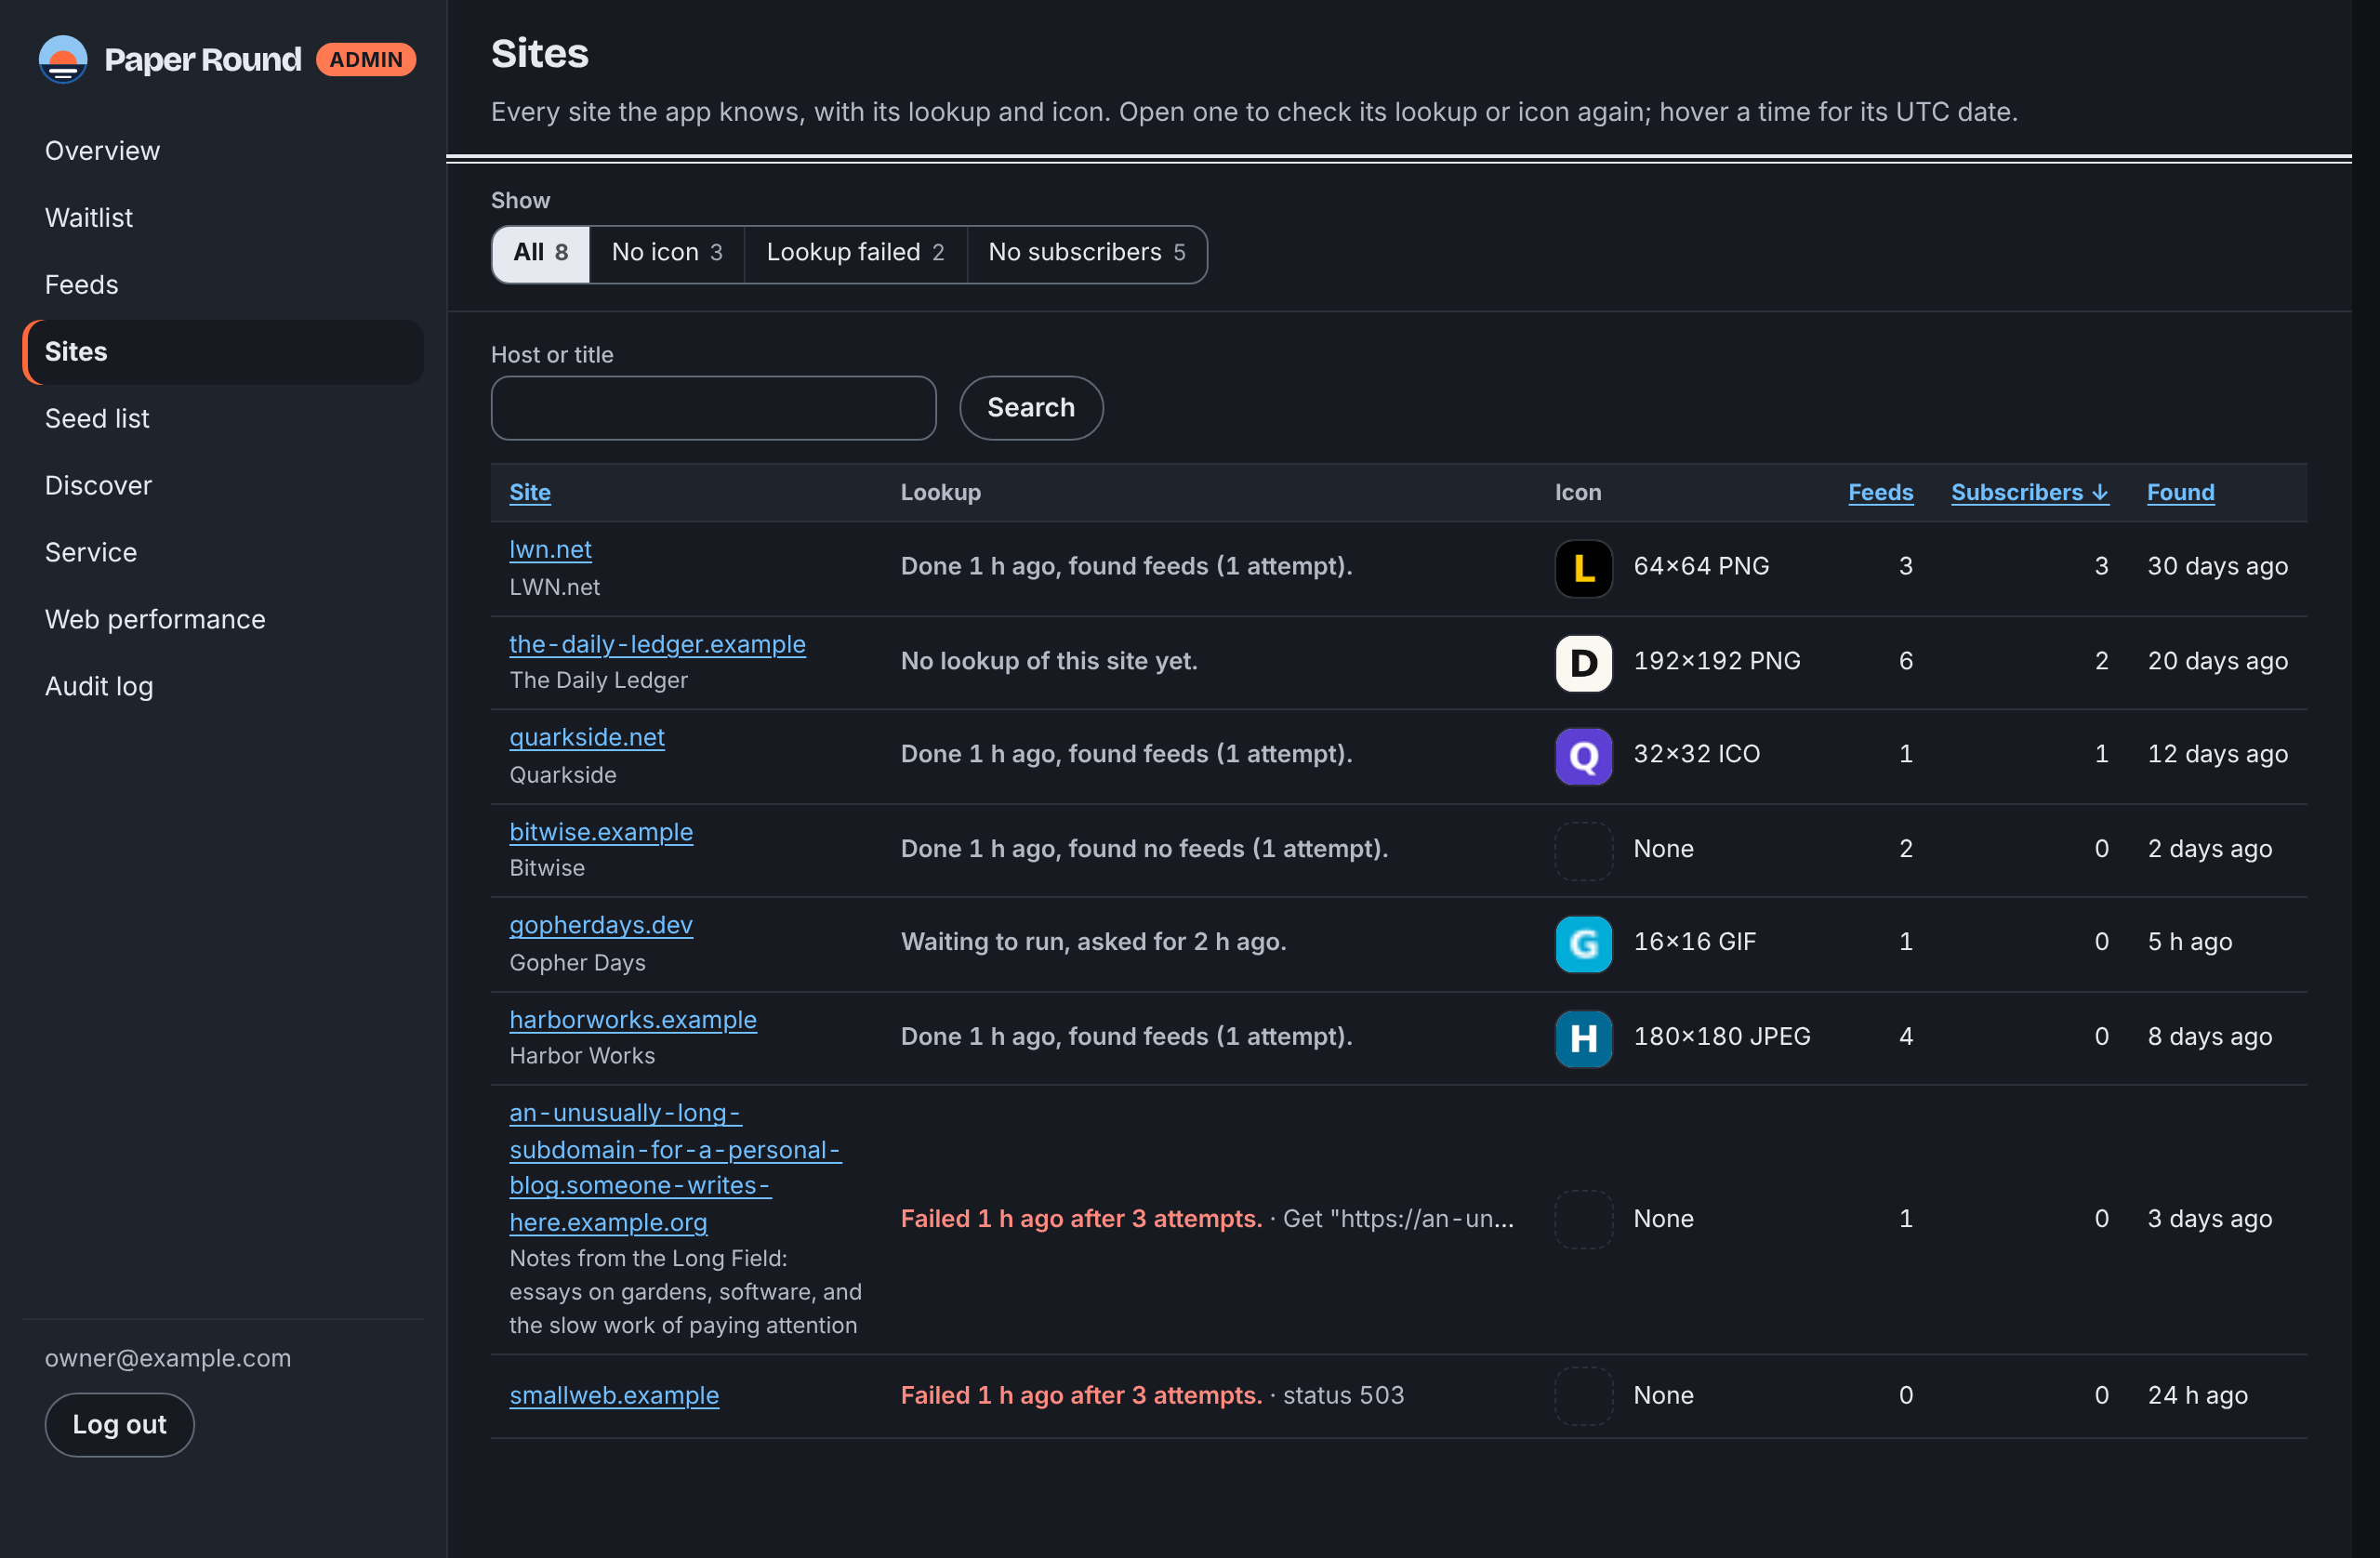 Paper Round ADMIN
Overview
Waitlist
Feeds
Sites
Seed list
Discover
Service
Web performance
Audit log
owner@example.com
Log out
Sites
Every site the app knows, with its lookup and icon. Open one to check its lookup or icon again; hover a time for its UTC date.
Show
All 8 No icon 3 Lookup failed 2 No subscribers 5
Host or title
Search
Site Lookup Icon Feeds Subscribers ↓ Found
lwn.net
LWN.net
Done 1 h ago, found feeds (1 attempt). L 64×64 PNG 3 3 30 days ago
the-daily-ledger.example
The Daily Ledger
No lookup of this site yet. D 192×192 PNG 6 2 20 days ago
quarkside.net
Quarkside
Done 1 h ago, found feeds (1 attempt). Q 32×32 ICO 1 1 12 days ago
bitwise.example
Bitwise
Done 1 h ago, found no feeds (1 attempt). None 2 0 2 days ago
gopherdays.dev
Gopher Days
Waiting to run, asked for 2 h ago. G 16×16 GIF 1 0 5 h ago
harborworks.example
Harbor Works
Done 1 h ago, found feeds (1 attempt). H 180×180 JPEG 4 0 8 days ago
an-unusually-long-
subdomain-for-a-personal-
blog.someone-writes-
here.example.org
Notes from the Long Field:
essays on gardens, software, and
the slow work of paying attention
Failed 1 h ago after 3 attempts. · Get "https://an-un... None 1 0 3 days ago
smallweb.example Failed 1 h ago after 3 attempts. · status 503 None 0 0 24 h ago